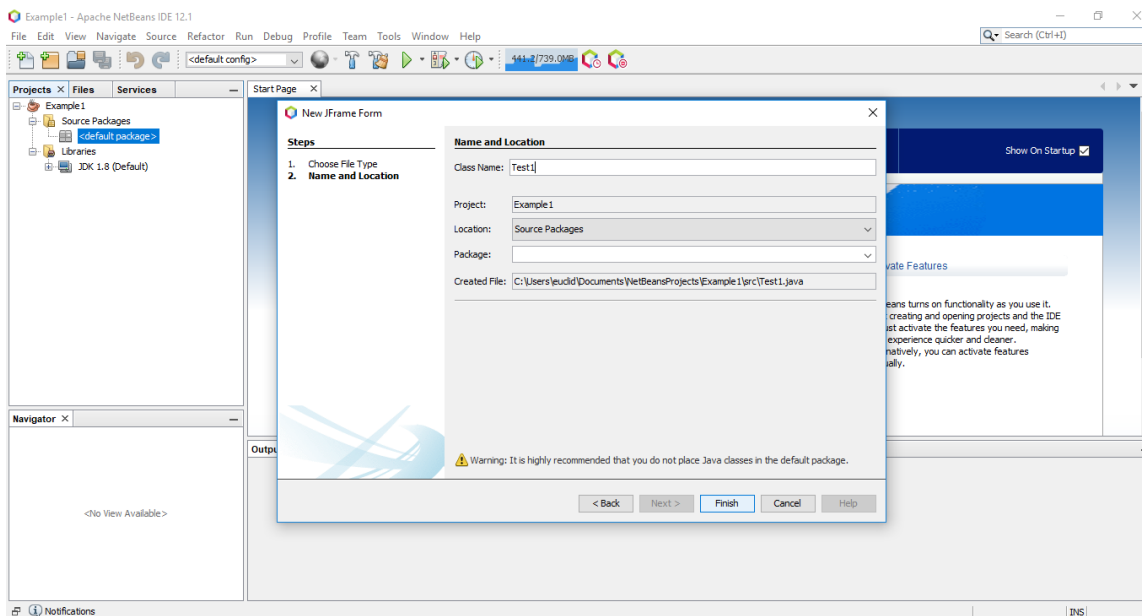 Example1 - Apache NetBeans IDE 12.1
File Edit View Navigate Source Refactor Run Debug Profile Team Tools Window Help
Search (Ctrl+I)
<default config>
441.2/739.0MB
Projects Files Services
Start Page
Example1
Source Packages
<default package>
Libraries
JDK 1.8 (Default)
New JFrame Form
Steps
1. Choose File Type
2. Name and Location
Name and Location
Class Name: Test1
Project: Example1
Location: Source Packages
Package:
Created File: C:\Users\euclid\Documents\NetBeansProjects\Example1\src\Test1.java
Warning: It is highly recommended that you do not place Java classes in the default package.
< Back Next > Finish Cancel Help
Show On Startup
vate Features
eans turns on functionality as you use it.
creating and opening projects and the IDE
ust activate the features you need, making
experience quicker and cleaner.
natively, you can activate features
ally.
Navigator
<No View Available>
Outpu
Notifications
INS